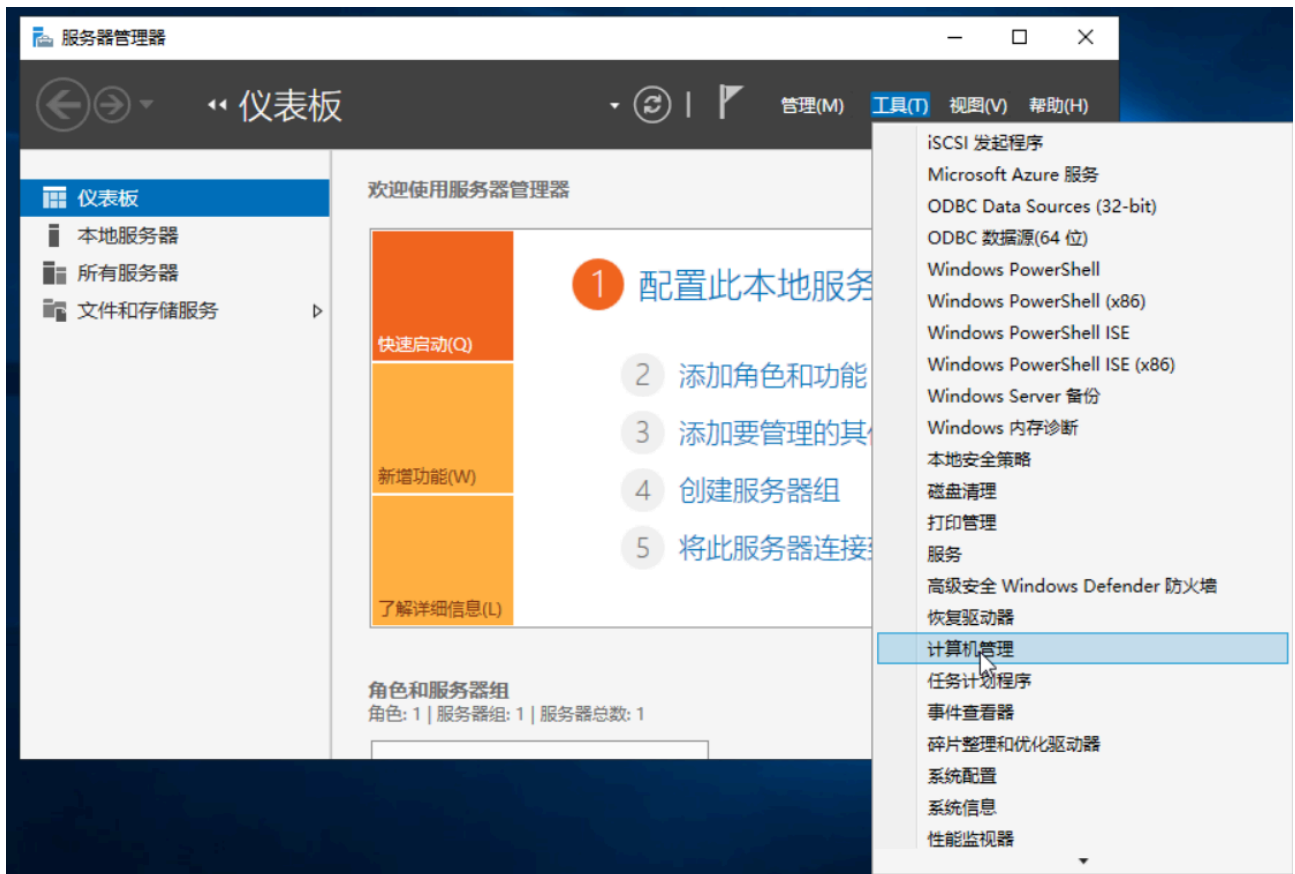 服务器管理器
仪表板
管理(M) 工具(T) 视图(V) 帮助(H)
仪表板
本地服务器
所有服务器
文件和存储服务
欢迎使用服务器管理器
快速启动(Q)
新增功能(W)
了解详细信息(L)
1 配置此本地服务
2 添加角色和功能
3 添加要管理的其
4 创建服务器组
5 将此服务器连接
角色和服务器组
角色: 1 | 服务器组: 1 | 服务器总数: 1
iSCSI 发起程序
Microsoft Azure 服务
ODBC Data Sources (32-bit)
ODBC 数据源(64 位)
Windows PowerShell
Windows PowerShell (x86)
Windows PowerShell ISE
Windows PowerShell ISE (x86)
Windows Server 备份
Windows 内存诊断
本地安全策略
磁盘清理
打印管理
服务
高级安全 Windows Defender 防火墙
恢复驱动器
计算机管理
任务计划程序
事件查看器
碎片整理和优化驱动器
系统配置
系统信息
性能监视器